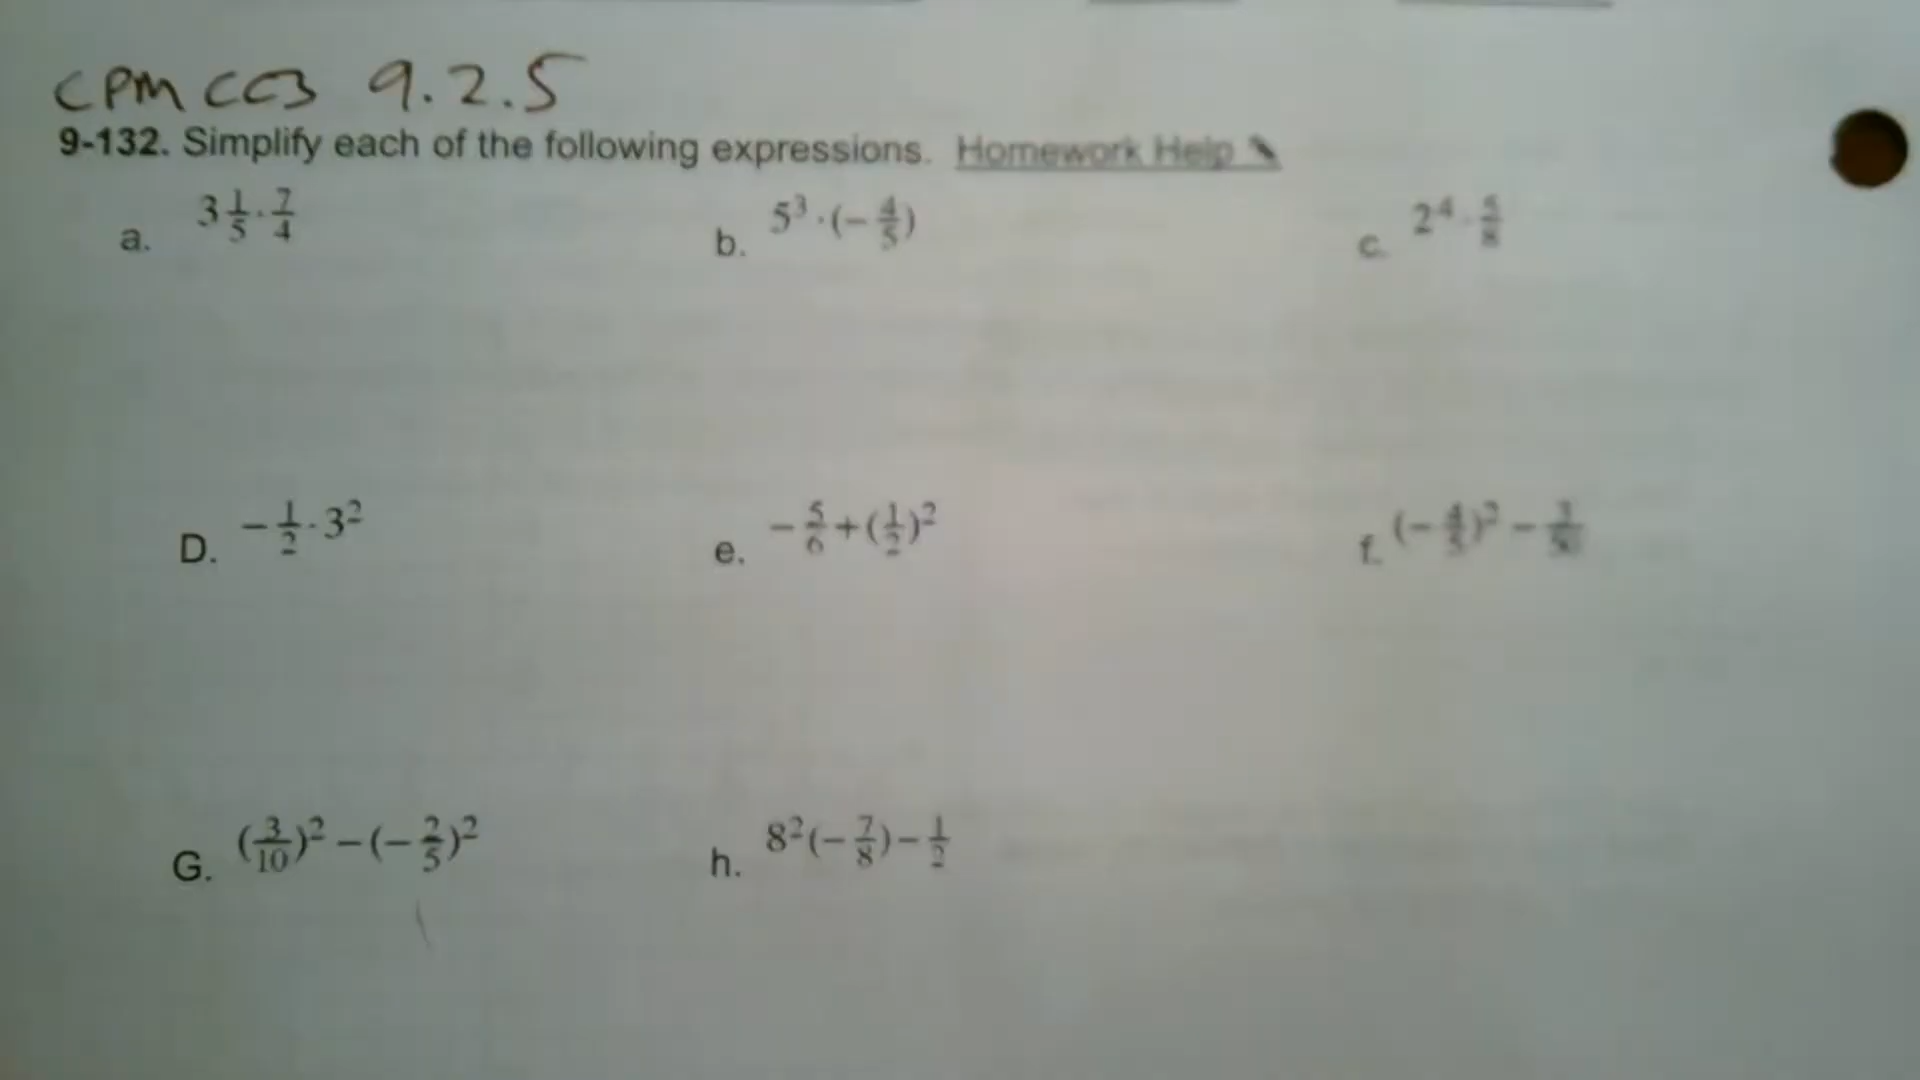 CPM CC3 9.2.5
9-132. Simplify each of the following expressions. Homework Help ✎
a. 3 1/5 · 7/4
b. 5³ · (− 4/5)
c. 2⁴ · 5/8
D. − 1/2 · 3²
e. − 5/6 + (1/2)²
f. (− 4/5)² − 3/50
G. (3/10)² − (− 2/5)²
h. 8²(− 7/8) − 1/2